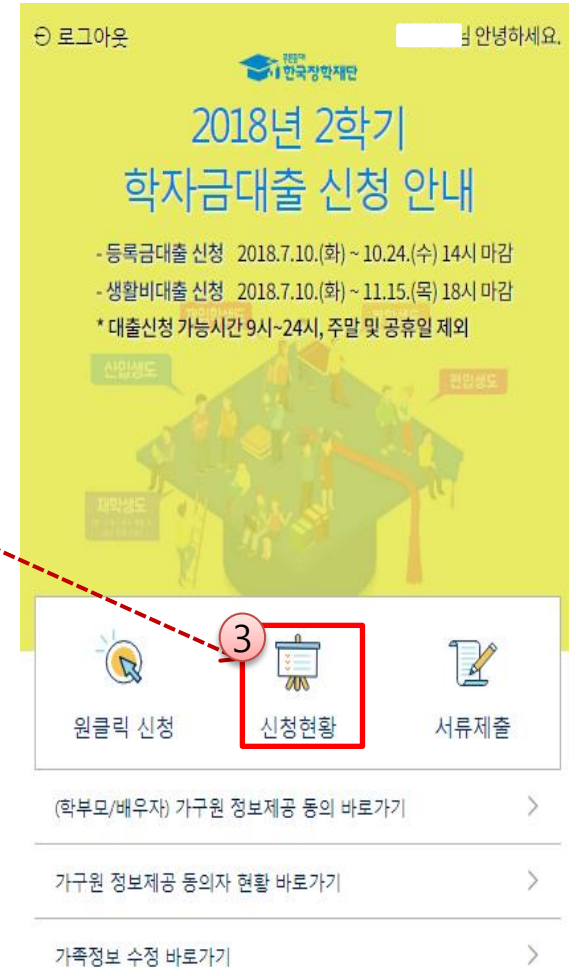 로그아웃
님 안녕하세요.
한국장학재단
2018년 2학기
학자금대출 신청 안내
- 등록금대출 신청 2018.7.10.(화) ~ 10.24.(수) 14시 마감
- 생활비대출 신청 2018.7.10.(화) ~ 11.15.(목) 18시 마감
* 대출신청 가능시간 9시~24시, 주말 및 공휴일 제외
신입생도
편입생도
재학생도
3
원클릭 신청
신청현황
서류제출
(학부모/배우자) 가구원 정보제공 동의 바로가기
가구원 정보제공 동의자 현황 바로가기
가족정보 수정 바로가기